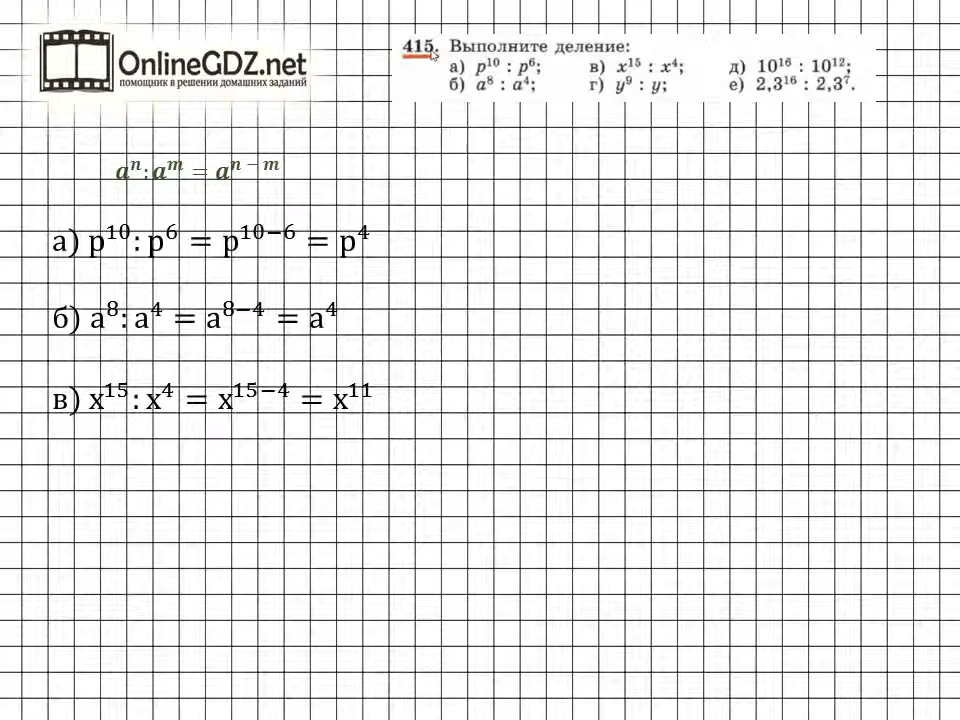 OnlineGDZ.net
помощник в решении домашних заданий
415. Выполните деление:
а) p¹⁰ : p⁶; в) x¹⁵ : x⁴; д) 10¹⁶ : 10¹²;
б) a⁸ : a⁴; г) y⁹ : y; е) 2,3¹⁶ : 2,3⁷.
aⁿ:aᵐ = aⁿ⁻ᵐ
а) p¹⁰: p⁶ = p¹⁰⁻⁶ = p⁴
б) a⁸: a⁴ = a⁸⁻⁴ = a⁴
в) x¹⁵: x⁴ = x¹⁵⁻⁴ = x¹¹